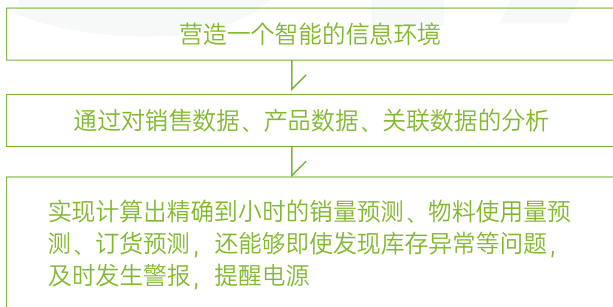 营造一个智能的信息环境
通过对销售数据、产品数据、关联数据的分析
实现计算出精确到小时的销量预测、物料使用量预
测、订货预测，还能够即使发现库存异常等问题，
及时发生警报，提醒电源